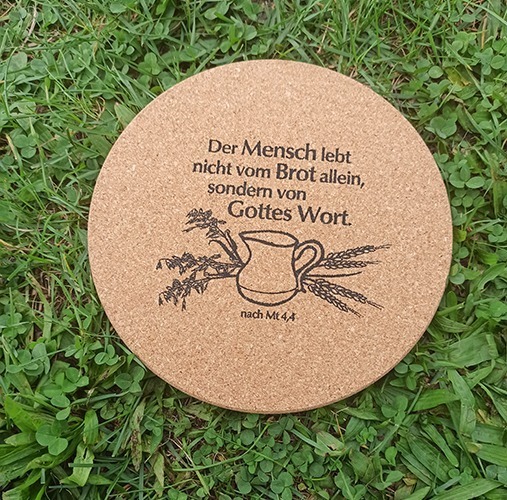 Der Mensch lebt
nicht vom Brot allein,
sondern von
Gottes Wort.
nach Mt 4,4